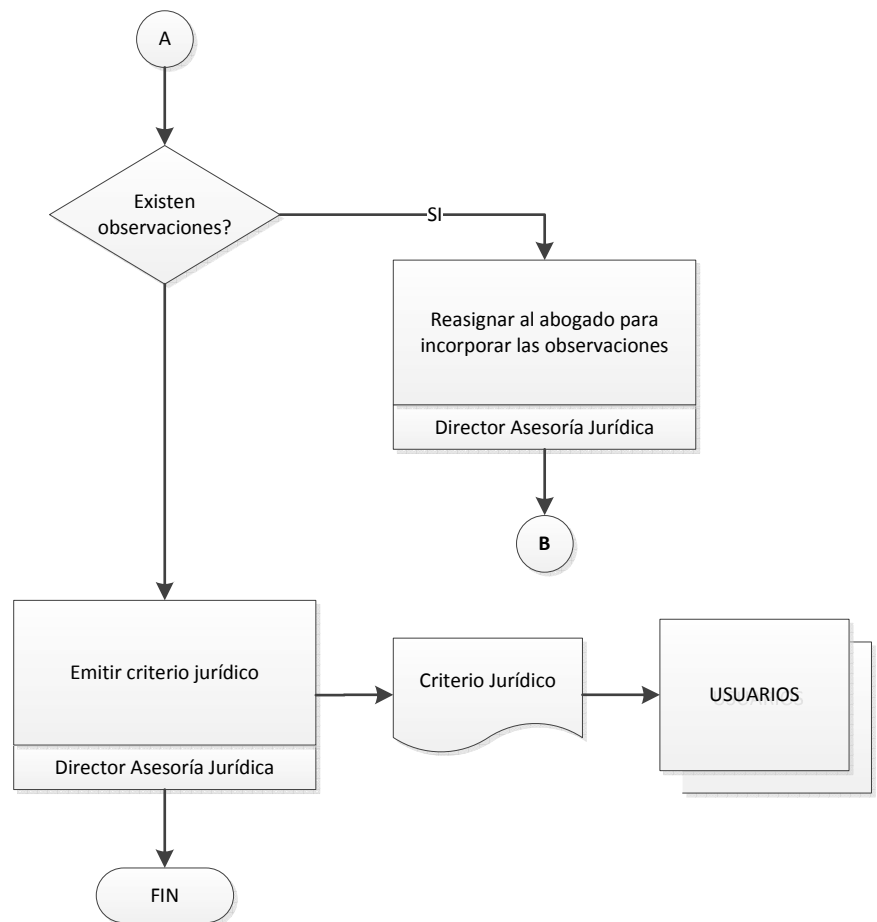 A
Existen
observaciones?
SI
Reasignar al abogado para
incorporar las observaciones
Director Asesoría Jurídica
B
Emitir criterio jurídico
Director Asesoría Jurídica
Criterio Jurídico
USUARIOS
FIN